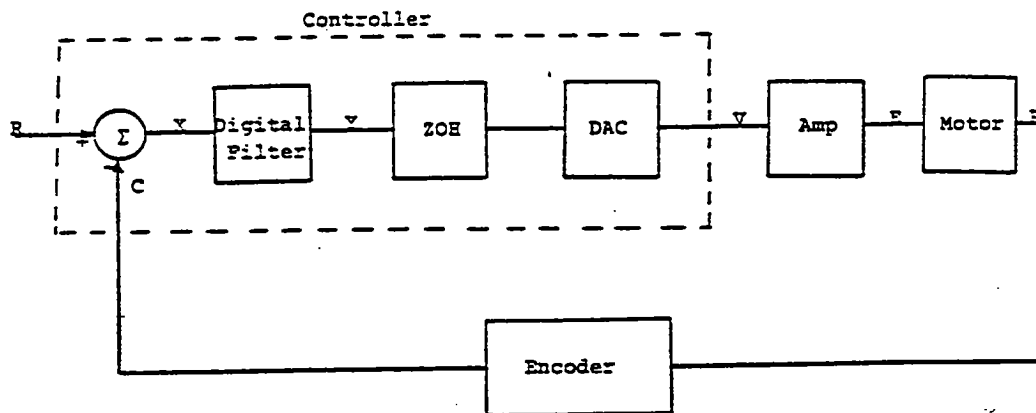 Controller
R
+
Σ
Digital
Filter
ZOH
DAC
Amp
Motor
C
Encoder